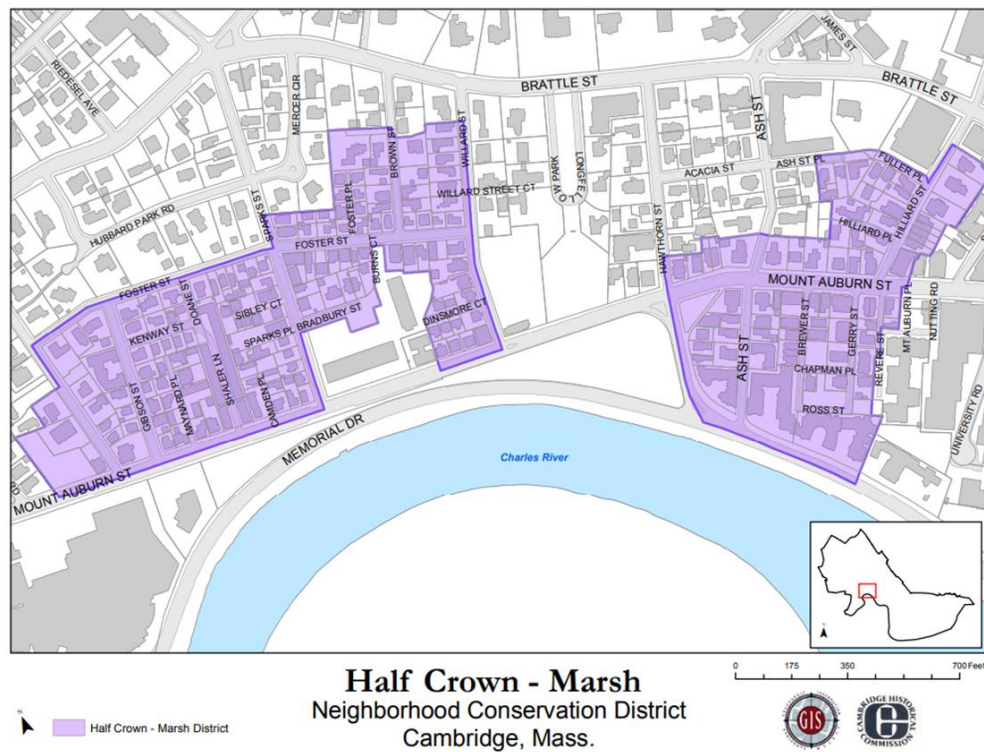 JAMES ST
RIEDESEL AVE
MERCER CIR
BRATTLE ST
BRATTLE ST
ASH ST
BROWN ST
WILLARD ST
W PARK
LONGFELLO
ACACIA ST
ASH ST PL
FULLER PL
WILLARD STREET CT
FOSTER PL
SPARKS ST
HUBBARD PARK RD
HAWTHORN ST
HILLIARD ST
HILLIARD PL
FOSTER ST
BURNS CT
FOSTER ST
MOUNT AUBURN ST
DOANE ST
SIBLEY CT
KENWAY ST
SPARKS PL
BRADBURY ST
DINSMORE CT
BREWER ST
GERRY ST
MT AUBURN PL
NUTTING RD
REVERE ST
ASH ST
CHAPMAN PL
SHALER LN
GIBSON ST
MAYNARD PL
CAMDEN PL
ROSS ST
UNIVERSITY RD
MEMORIAL DR
RD
MOUNT AUBURN ST
Charles River
Half Crown - Marsh
Neighborhood Conservation District
Cambridge, Mass.
Half Crown - Marsh District
0 175 350 700 Feet
GIS
CAMBRIDGE HISTORICAL
COMMISSION
C